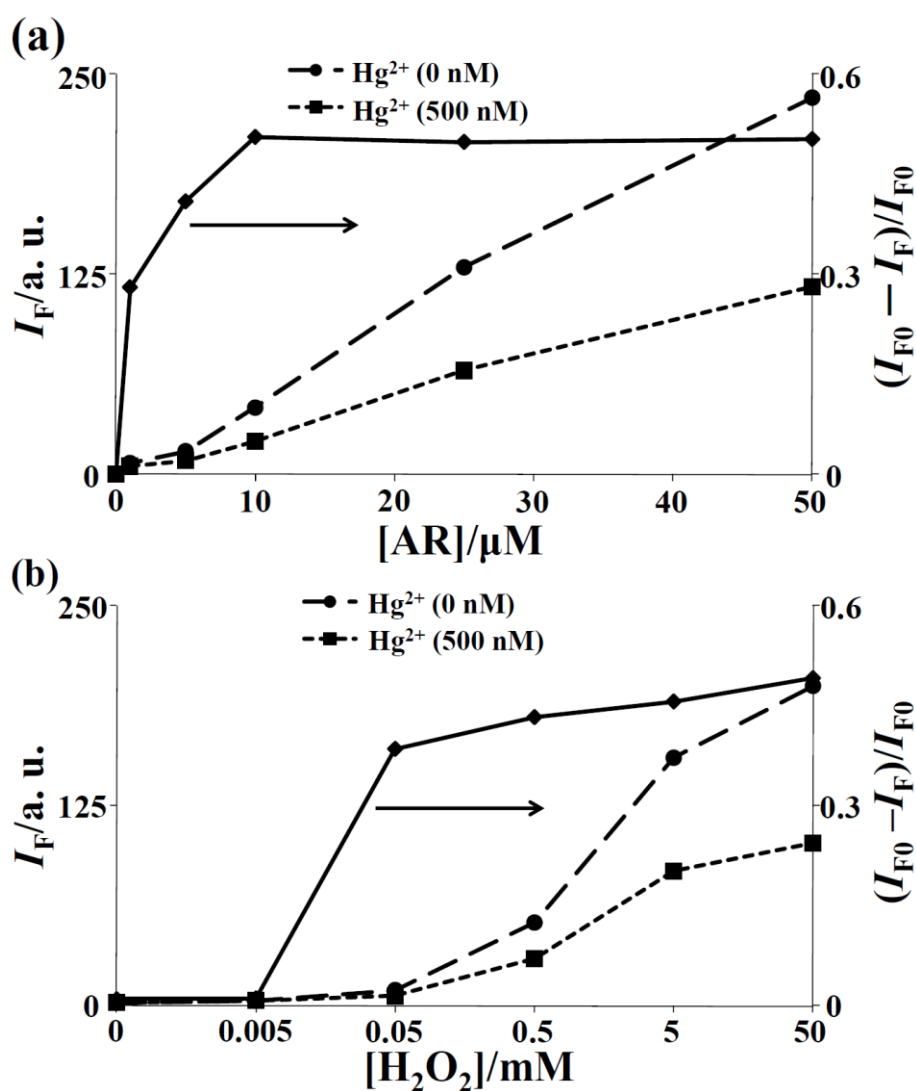 (a)
Hg²⁺ (0 nM)
Hg²⁺ (500 nM)
250
125
0
I_F/a. u.
0.6
0.3
0
(I_F0 — I_F)/I_F0
0 10 20 30 40 50
[AR]/μM
(b)
Hg²⁺ (0 nM)
Hg²⁺ (500 nM)
250
125
0
I_F/a. u.
0.6
0.3
0
(I_F0 –I_F)/I_F0
0 0.005 0.05 0.5 5 50
[H₂O₂]/mM